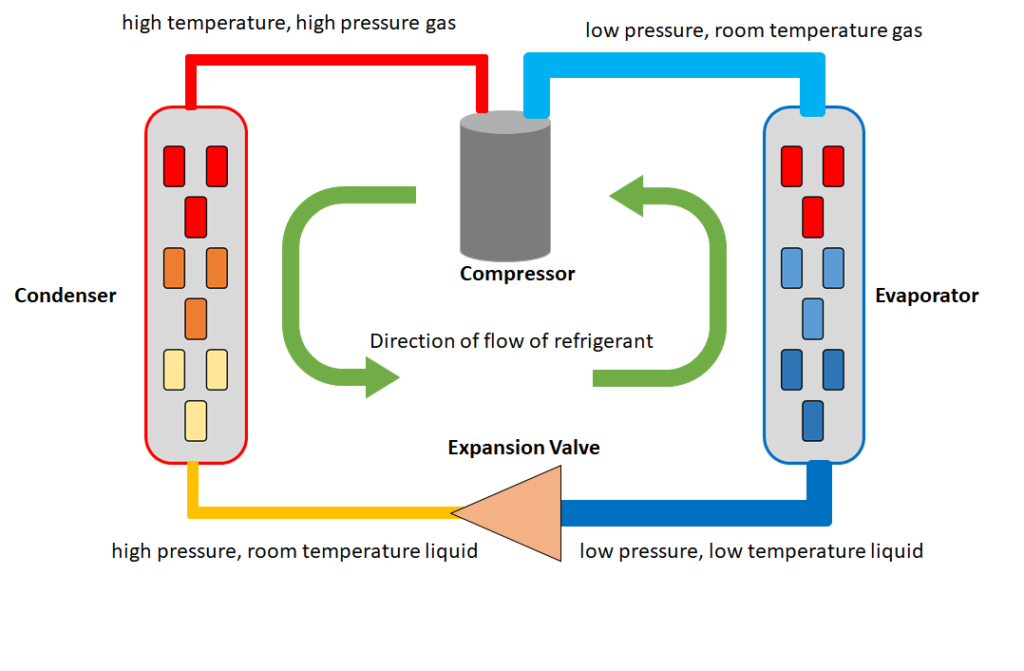 high temperature, high pressure gas
low pressure, room temperature gas
Compressor
Condenser
Evaporator
Direction of flow of refrigerant
Expansion Valve
high pressure, room temperature liquid
low pressure, low temperature liquid